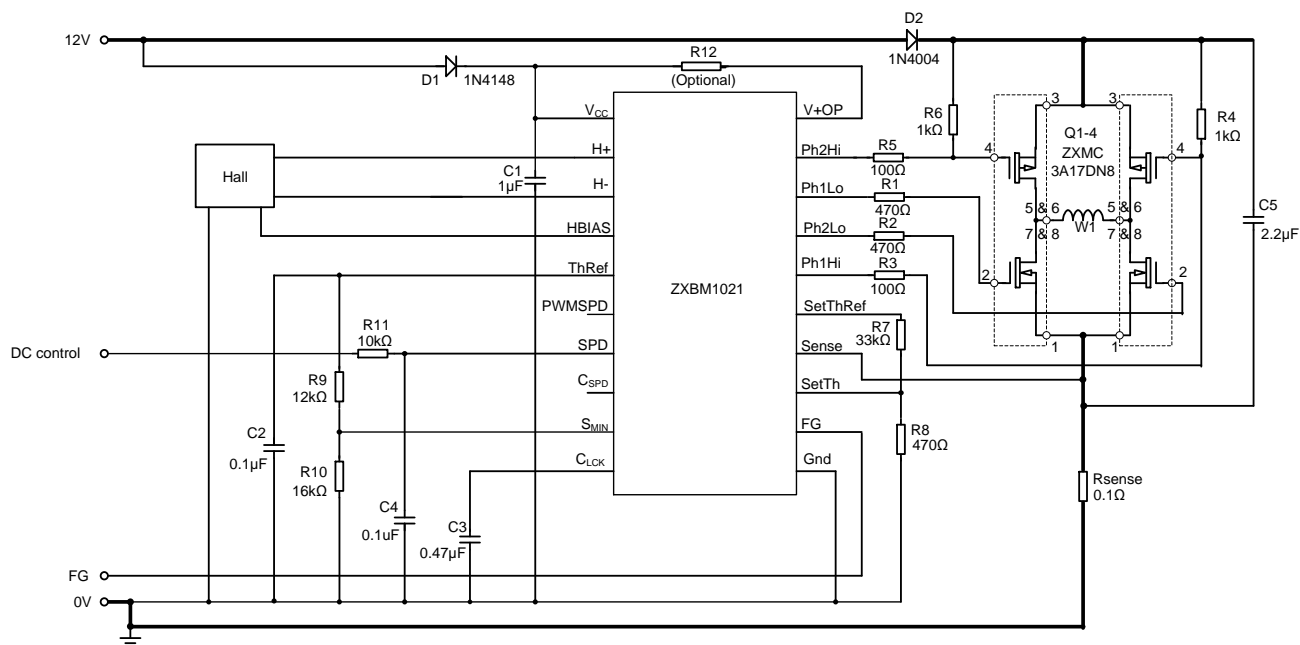 D2
12V
1N4004
R12
D1
1N4148
(Optional)
V+OP
VCC
R6
1kΩ
3
3
R4
1kΩ
Q1-4
ZXMC
3A17DN8
4
4
H+
Ph2Hi
R5
100Ω
Hall
C1
1µF
H-
Ph1Lo
R1
470Ω
5 & 6
7 & 8
W1
5 & 6
7 & 8
C5
2.2µF
HBIAS
Ph2Lo
R2
470Ω
ThRef
Ph1Hi
R3
100Ω
2
2
ZXBM1021
PWMSPD
SetThRef
R7
33kΩ
R11
10kΩ
DC control
SPD
Sense
1
1
R9
12kΩ
CSPD
SetTh
C2
0.1µF
SMIN
FG
R8
470Ω
R10
16kΩ
CLCK
Gnd
Rsense
0.1Ω
C4
0.1uF
C3
0.47µF
FG
0V